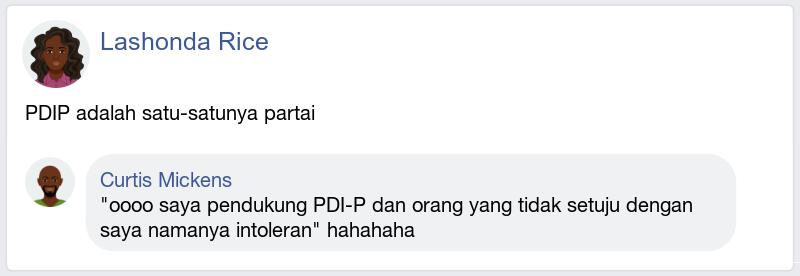 Lashonda Rice
PDIP adalah satu-satunya partai
Curtis Mickens
"oooo saya pendukung PDI-P dan orang yang tidak setuju dengan
saya namanya intoleran" hahahaha